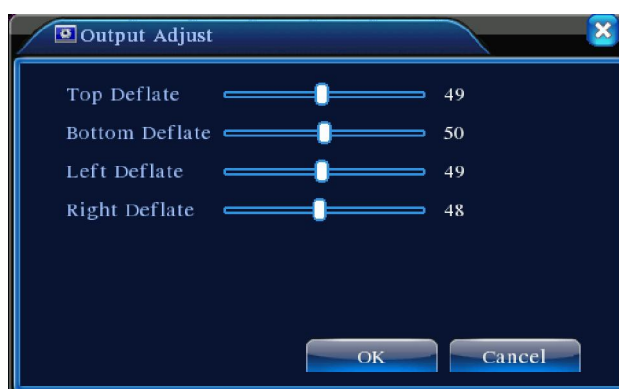 Output Adjust
Top Deflate 49
Bottom Deflate 50
Left Deflate 49
Right Deflate 48
OK Cancel